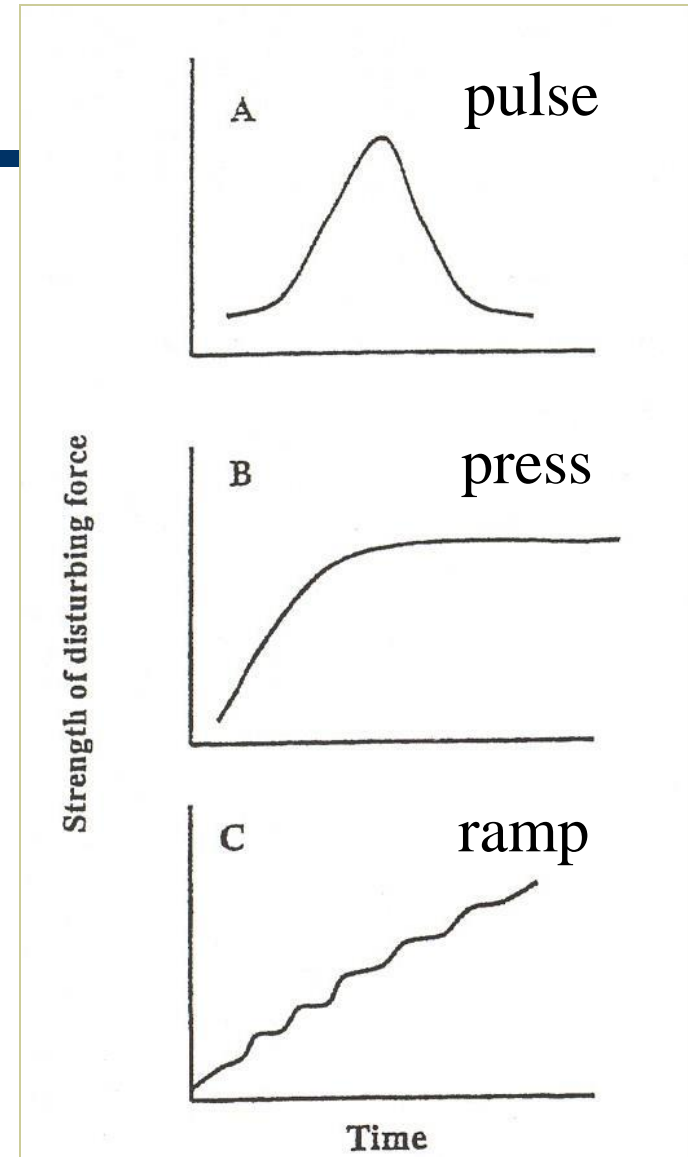 A
pulse
B
press
Strength of disturbing force
C
ramp
Time